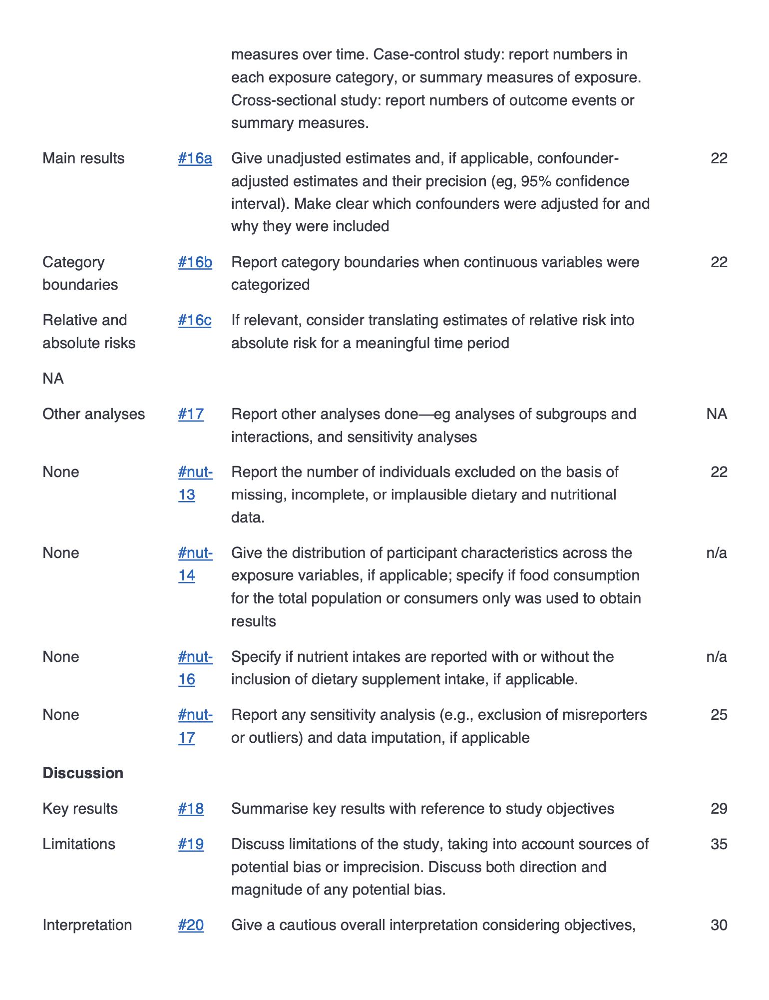 measures over time. Case-control study: report numbers in
each exposure category, or summary measures of exposure.
Cross-sectional study: report numbers of outcome events or
summary measures.
Main results #16a Give unadjusted estimates and, if applicable, confounder- 22
adjusted estimates and their precision (eg, 95% confidence
interval). Make clear which confounders were adjusted for and
why they were included
Category #16b Report category boundaries when continuous variables were 22
boundaries categorized
Relative and #16c If relevant, consider translating estimates of relative risk into
absolute risks absolute risk for a meaningful time period
NA
Other analyses #17 Report other analyses done—eg analyses of subgroups and NA
interactions, and sensitivity analyses
None #nut- Report the number of individuals excluded on the basis of 22
13 missing, incomplete, or implausible dietary and nutritional
data.
None #nut- Give the distribution of participant characteristics across the n/a
14 exposure variables, if applicable; specify if food consumption
for the total population or consumers only was used to obtain
results
None #nut- Specify if nutrient intakes are reported with or without the n/a
16 inclusion of dietary supplement intake, if applicable.
None #nut- Report any sensitivity analysis (e.g., exclusion of misreporters 25
17 or outliers) and data imputation, if applicable
Discussion
Key results #18 Summarise key results with reference to study objectives 29
Limitations #19 Discuss limitations of the study, taking into account sources of 35
potential bias or imprecision. Discuss both direction and
magnitude of any potential bias.
Interpretation #20 Give a cautious overall interpretation considering objectives, 30